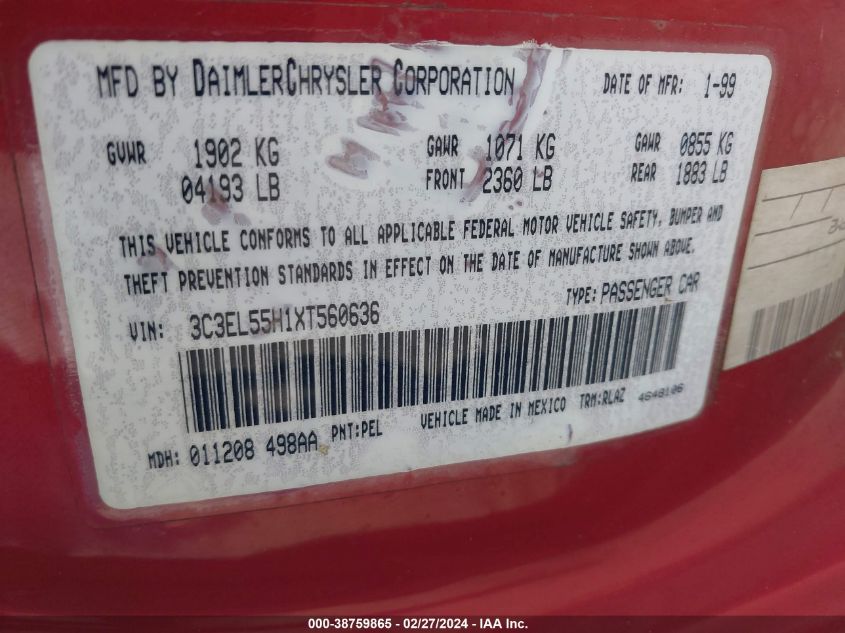 MFD BY DAIMLERCHRYSLER CORPORATION DATE OF MFR: 1-99
GVWR 1902 KG GAWR 1071 KG GAWR 0855 KG
04193 LB FRONT 2360 LB REAR 1883 LB
THIS VEHICLE CONFORMS TO ALL APPLICABLE FEDERAL MOTOR VEHICLE SAFETY, BUMPER AND
THEFT PREVENTION STANDARDS IN EFFECT ON THE DATE OF MANUFACTURE SHOWN ABOVE.
VIN: 3C3EL55H1XT560636 TYPE: PASSENGER CAR
MDH: 011208 498AA PNT:PEL VEHICLE MADE IN MEXICO TRM:RLAZ 4648106
000-38759865 - 02/27/2024 - IAA Inc.